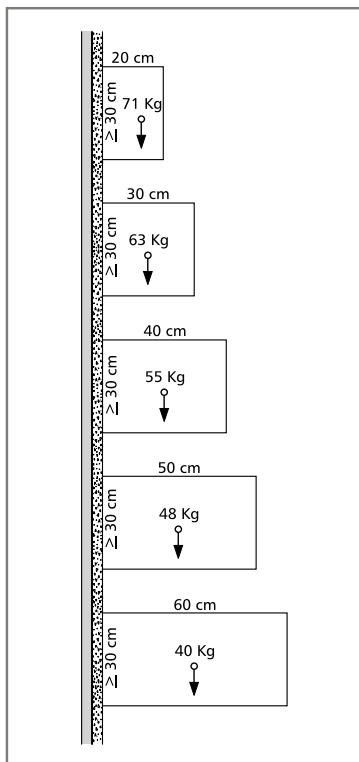 20 cm
71 Kg
≥ 30 cm
30 cm
63 Kg
≥ 30 cm
40 cm
55 Kg
≥ 30 cm
50 cm
48 Kg
≥ 30 cm
60 cm
40 Kg
≥ 30 cm